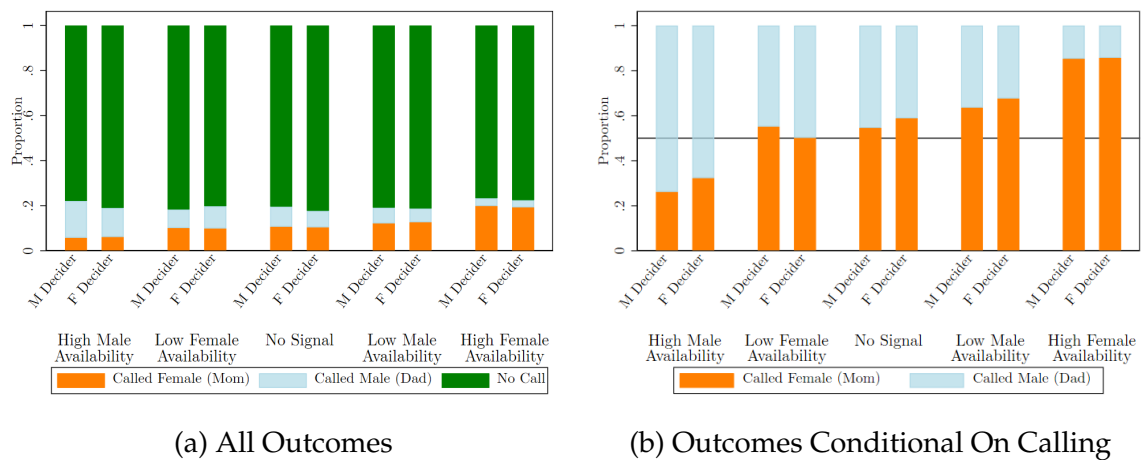 Proportion
0 .2 .4 .6 .8 1
M Decider F Decider M Decider F Decider M Decider F Decider M Decider F Decider M Decider F Decider
High Male Low Female No Signal Low Male High Female
Availability Availability Availability Availability
Called Female (Mom) Called Male (Dad) No Call
(a) All Outcomes
Proportion
0 .2 .4 .6 .8 1
M Decider F Decider M Decider F Decider M Decider F Decider M Decider F Decider M Decider F Decider
High Male Low Female No Signal Low Male High Female
Availability Availability Availability Availability
Called Female (Mom) Called Male (Dad)
(b) Outcomes Conditional On Calling